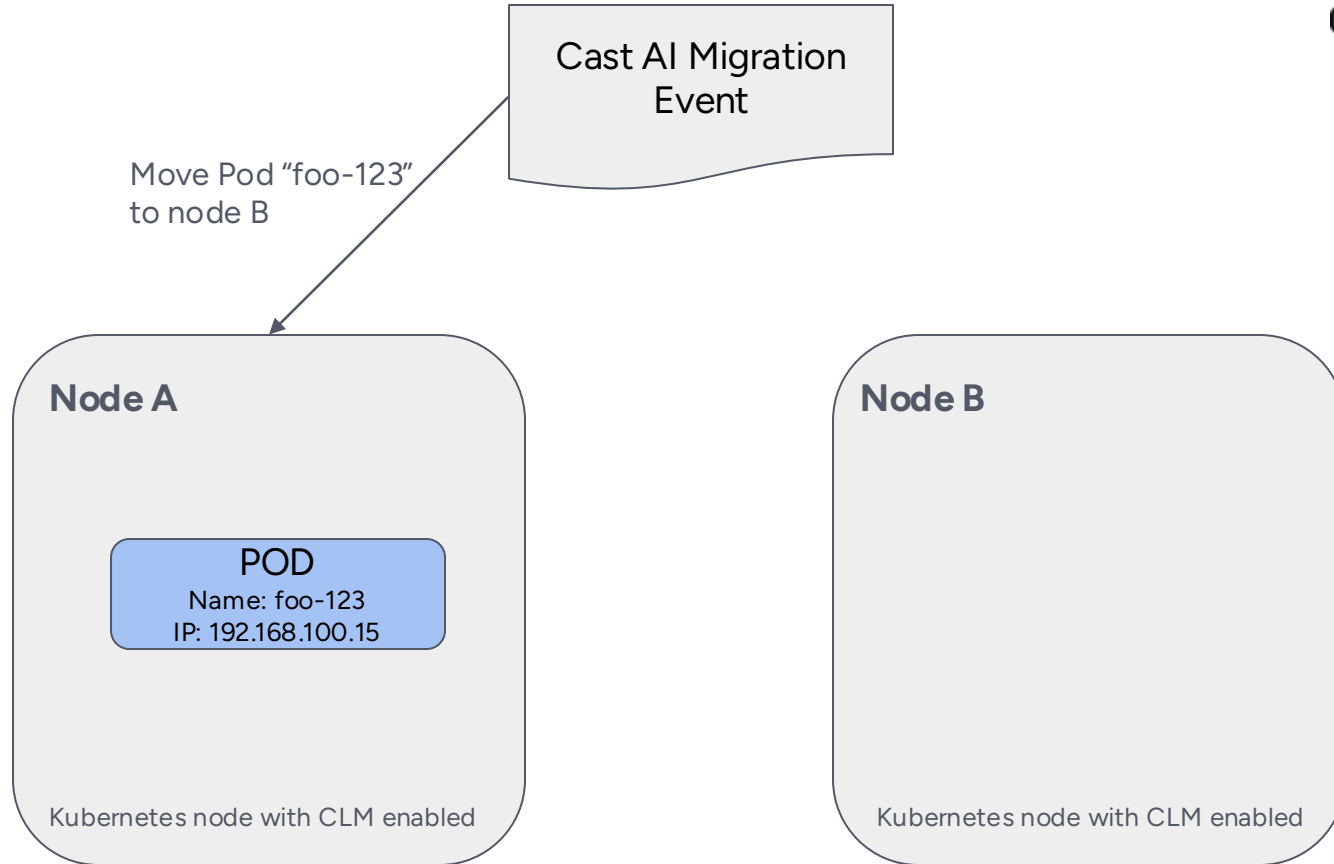 Cast AI Migration
Event
Move Pod “foo-123”
to node B
Node A
POD
Name: foo-123
IP: 192.168.100.15
Kubernetes node with CLM enabled
Node B
Kubernetes node with CLM enabled